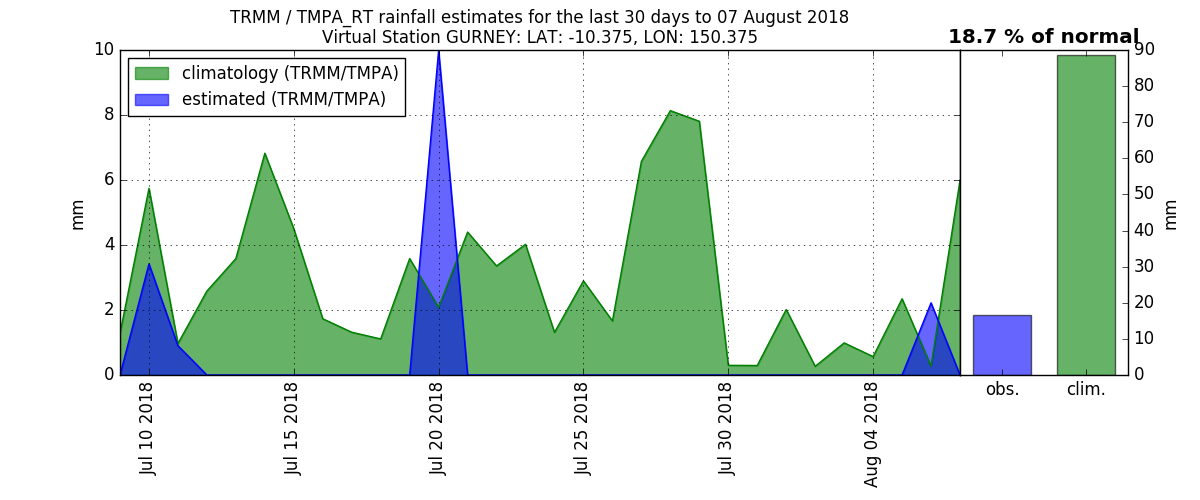 TRMM / TMPA_RT rainfall estimates for the last 30 days to 07 August 2018
Virtual Station GURNEY: LAT: -10.375, LON: 150.375
18.7 % of normal
climatology (TRMM/TMPA)
estimated (TRMM/TMPA)
mm
10
8
6
4
2
0
Jul 10 2018
Jul 15 2018
Jul 20 2018
Jul 25 2018
Jul 30 2018
Aug 04 2018
obs.
clim.
90
80
70
60
50
40
30
20
10
0
mm